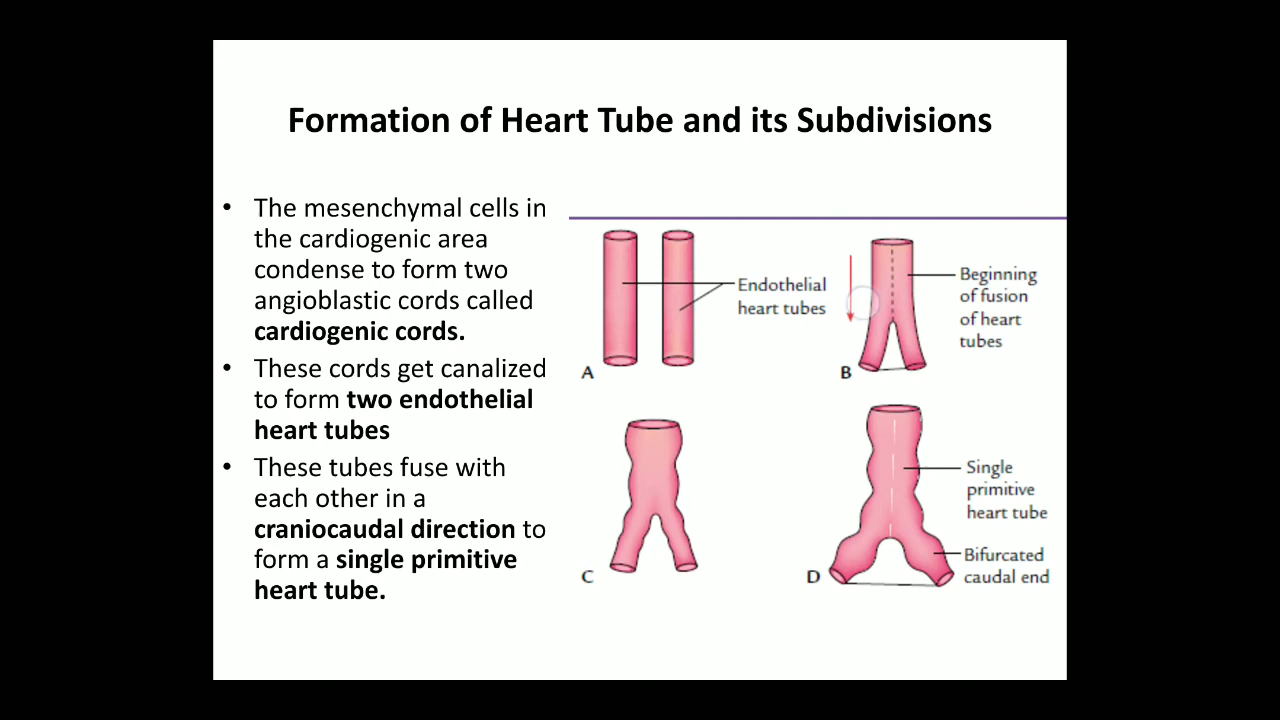 Formation of Heart Tube and its Subdivisions
• The mesenchymal cells in
the cardiogenic area
condense to form two
angioblastic cords called
cardiogenic cords.
• These cords get canalized
to form two endothelial
heart tubes
• These tubes fuse with
each other in a
craniocaudal direction to
form a single primitive
heart tube.
Endothelial
heart tubes
A
Beginning
of fusion
of heart
tubes
B
C
Single
primitive
heart tube
Bifurcated
caudal end
D